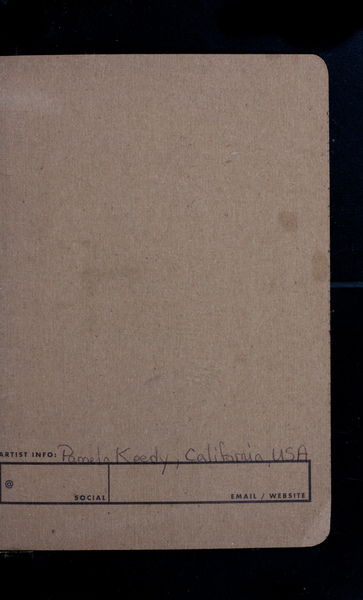 ARTIST INFO: Pamela Keedy, California, USA
@ SOCIAL EMAIL / WEBSITE